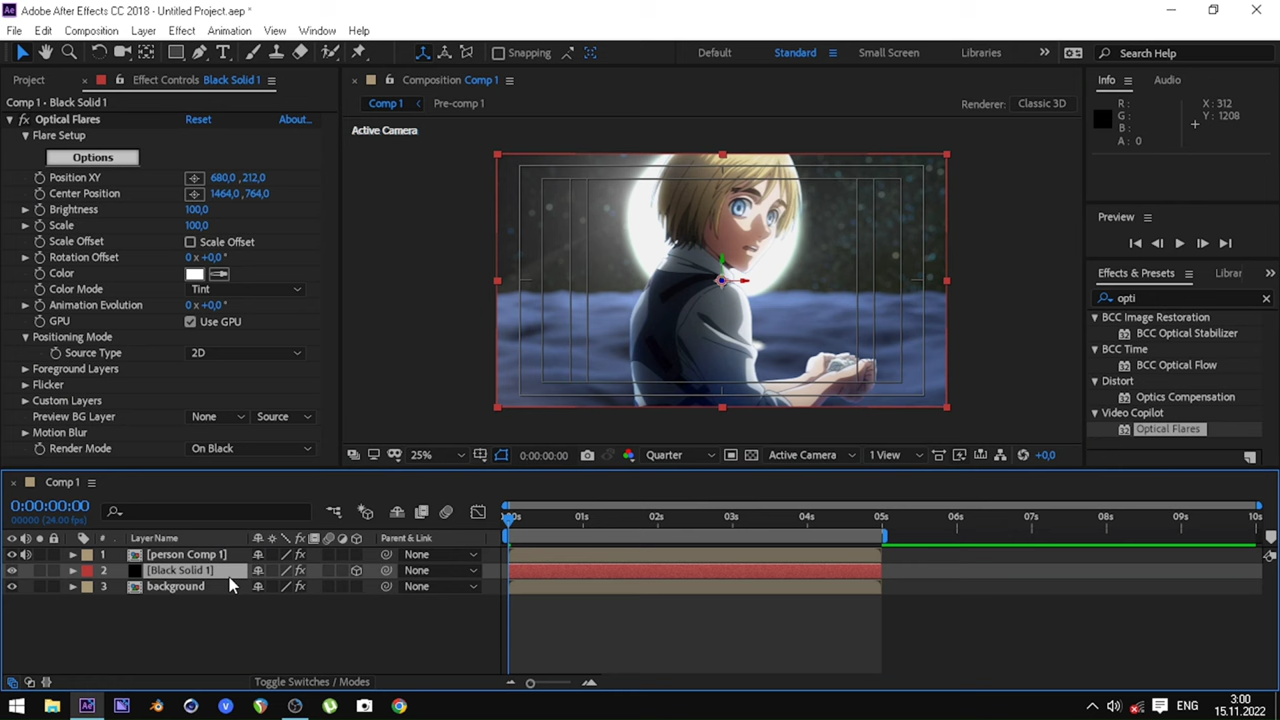 Adobe After Effects CC 2018 - Untitled Project.aep *
File Edit Composition Layer Effect Animation View Window Help
Snapping Default Standard Small Screen Libraries Search Help
Project Effect Controls Black Solid 1 Composition Comp 1 Info Audio
Comp 1 • Black Solid 1
Optical Flares Reset About...
Flare Setup
Options
Position XY 680,0 ,212,0
Center Position 1464,0 ,764,0
Brightness 100,0
Scale 100,0
Scale Offset Scale Offset
Rotation Offset 0 x +0,0 °
Color
Color Mode Tint
Animation Evolution 0 x +0,0 °
GPU Use GPU
Positioning Mode
Source Type 2D
Foreground Layers
Flicker
Custom Layers
Preview BG Layer None Source
Motion Blur
Render Mode On Black
Comp 1 Pre-comp 1 Renderer: Classic 3D
Active Camera
25% 0:00:00:00 Quarter Active Camera 1 View +0,0
R :
G :
B :
A : 0
X : 312
Y : 1208
Preview
Effects & Presets Librar
opti
BCC Image Restoration
BCC Optical Stabilizer
BCC Time
BCC Optical Flow
Distort
Optics Compensation
Video Copilot
Optical Flares
Comp 1
0:00:00:00
00000 (24.00 fps)
:00s 01s 02s 03s 04s 05s 06s 07s 08s 09s 10s
# Layer Name Parent & Link
1 [person Comp 1] None
2 [Black Solid 1] None
3 background None
Toggle Switches / Modes
ENG 3:00
15.11.2022